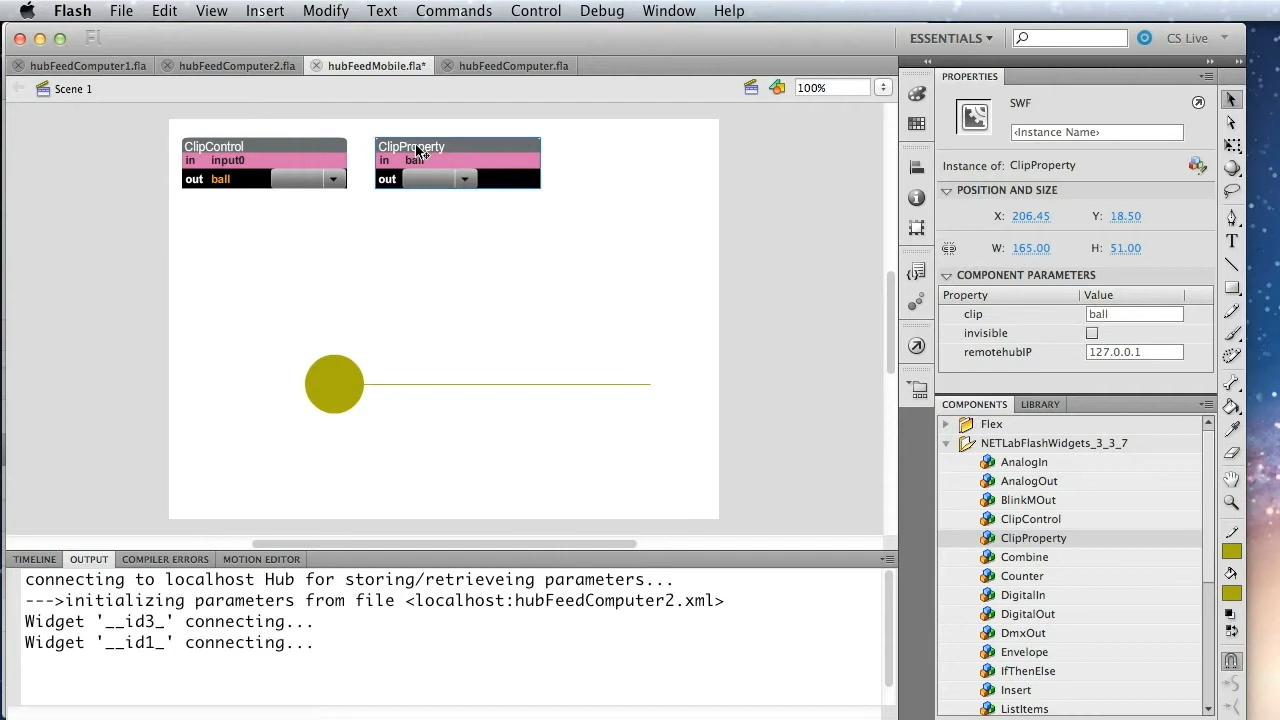 Flash File Edit View Insert Modify Text Commands Control Debug Window Help
Fl ESSENTIALS CS Live
hubFeedComputer1.fla hubFeedComputer2.fla hubFeedMobile.fla* hubFeedComputer.fla
Scene 1 100%
ClipControl
in input0
out ball
ClipProperty
in ball
out
connecting to localhost Hub for storing/retrieveing parameters...
--->initializing parameters from file <localhost:hubFeedComputer2.xml>
Widget '__id3_' connecting...
Widget '__id1_' connecting...
TIMELINE OUTPUT COMPILER ERRORS MOTION EDITOR
PROPERTIES
SWF
<Instance Name>
Instance of: ClipProperty
POSITION AND SIZE
X: 206.45 Y: 18.50
W: 165.00 H: 51.00
COMPONENT PARAMETERS
Property Value
clip ball
invisible
remotehubIP 127.0.0.1
COMPONENTS LIBRARY
Flex
NETLabFlashWidgets_3_3_7
AnalogIn
AnalogOut
BlinkMOut
ClipControl
ClipProperty
Combine
Counter
DigitalIn
DigitalOut
DmxOut
Envelope
IfThenElse
Insert
ListItems